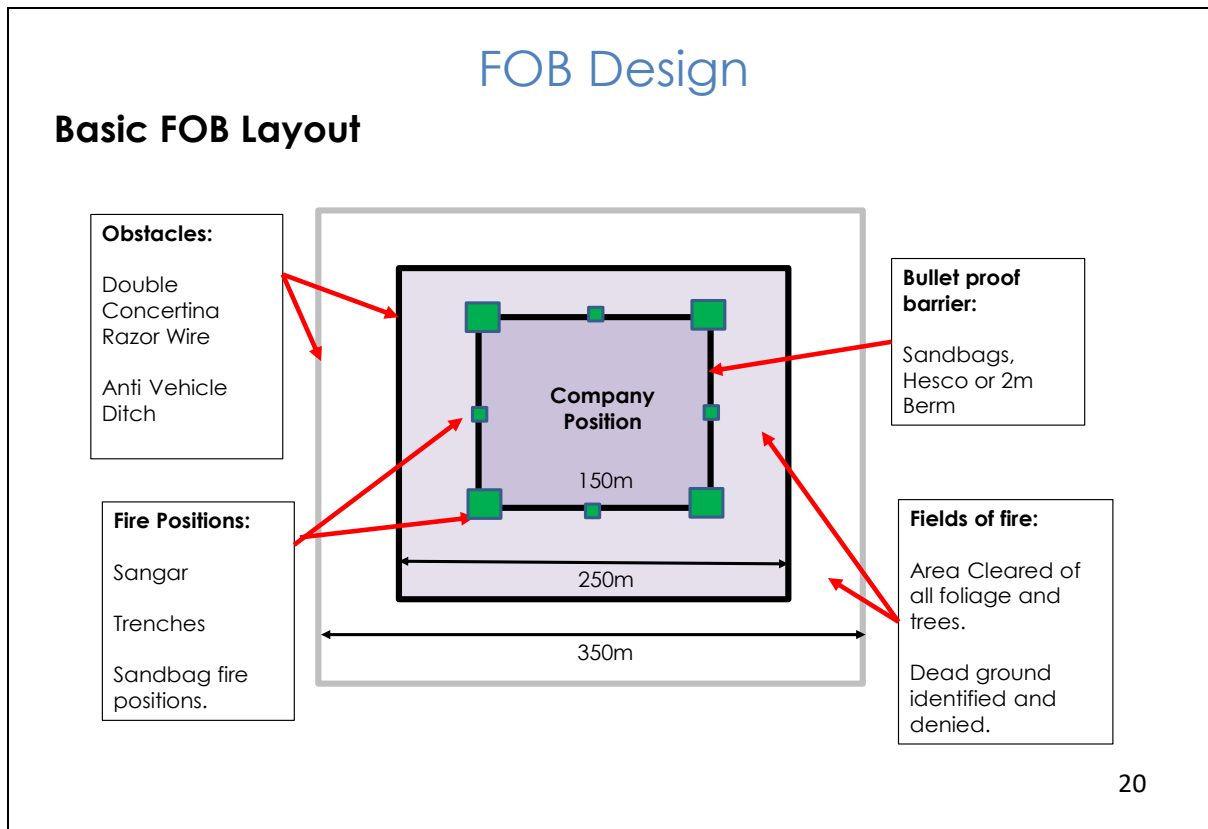 FOB Design
Basic FOB Layout
Obstacles:
Double
Concertina
Razor Wire
Anti Vehicle
Ditch
Fire Positions:
Sangar
Trenches
Sandbag fire
positions.
Company
Position
150m
250m
350m
Bullet proof
barrier:
Sandbags,
Hesco or 2m
Berm
Fields of fire:
Area Cleared of
all foliage and
trees.
Dead ground
identified and
denied.
20